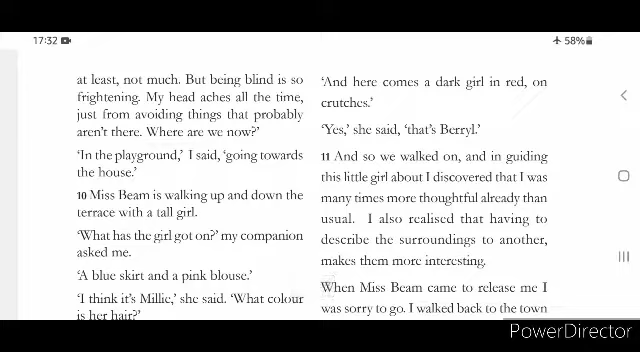 17:32
58%
at least, not much. But being blind is so
frightening. My head aches all the time,
just from avoiding things that probably
aren't there. Where are we now?'
'In the playground,' I said, 'going towards
the house.'
10 Miss Beam is walking up and down the
terrace with a tall girl.
'What has the girl got on?' my companion
asked me.
'A blue skirt and a pink blouse.'
'I think it's Millie,' she said. 'What colour
is her hair?'
'And here comes a dark girl in red, on
crutches.'
'Yes,' she said, 'that's Berryl.'
11 And so we walked on, and in guiding
this little girl about I discovered that I was
many times more thoughtful already than
usual. I also realised that having to
describe the surroundings to another,
makes them more interesting.
When Miss Beam came to release me I
was sorry to go. I walked back to the town
PowerDirector